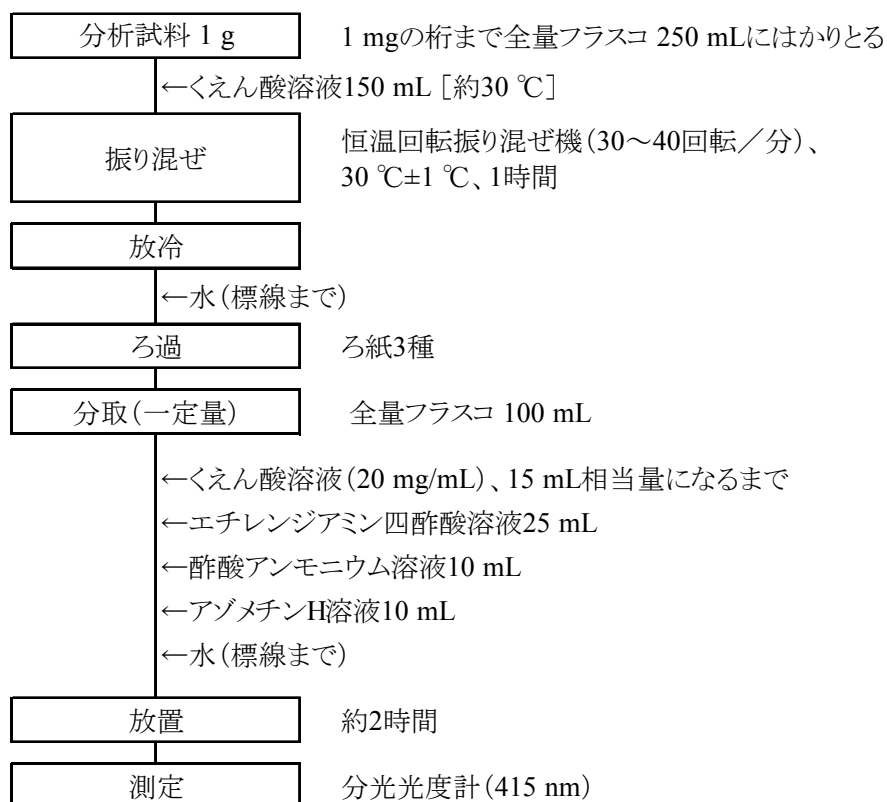 分析試料 1 g 1 mgの桁まで全量フラスコ 250 mLにはかりとる
←くえん酸溶液150 mL [約30 ℃]
振り混ぜ 恒温回転振り混ぜ機(30～40回転／分)、
30 ℃±1 ℃、1時間
放冷
←水(標線まで)
ろ過 ろ紙3種
分取(一定量) 全量フラスコ 100 mL
←くえん酸溶液(20 mg/mL)、15 mL相当量になるまで
←エチレンジアミン四酢酸溶液25 mL
←酢酸アンモニウム溶液10 mL
←アゾメチンH溶液10 mL
←水(標線まで)
放置 約2時間
測定 分光光度計(415 nm)